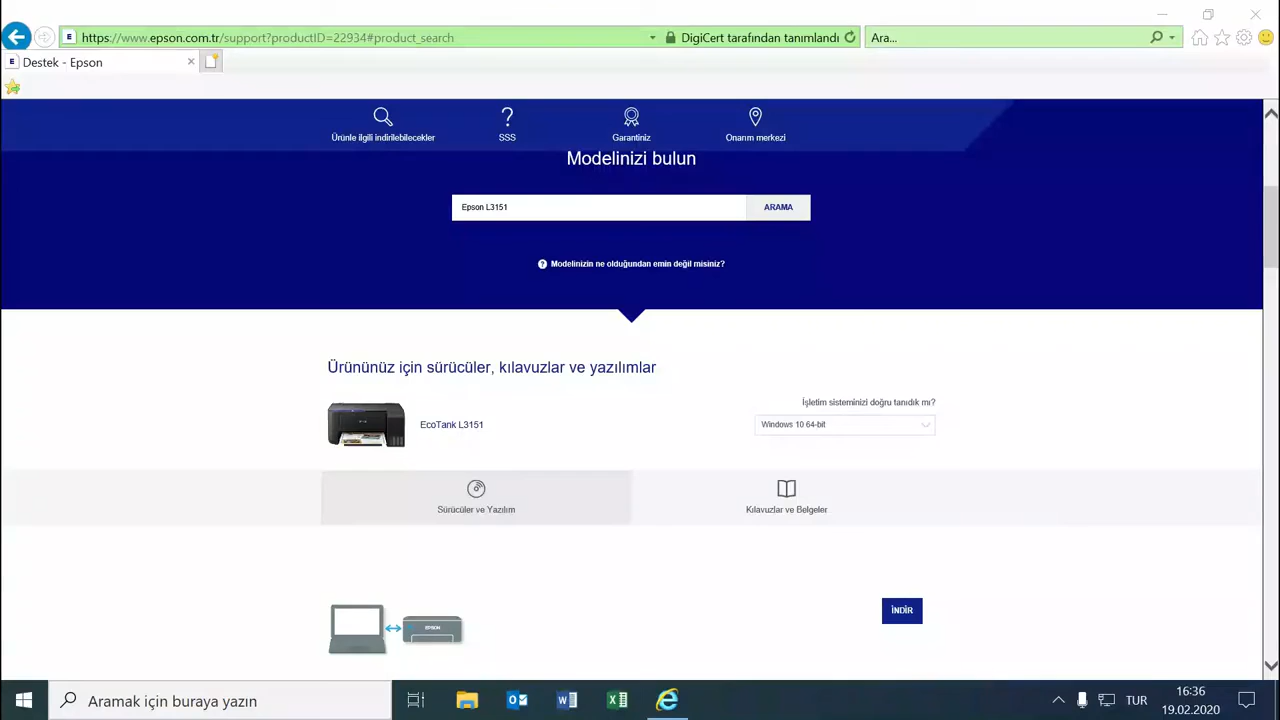 https://www.epson.com.tr/support?productID=22934#product_search
DigiCert tarafından tanımlandı
Ara...
E Destek - Epson
Ürünle ilgili indirilebilecekler
SSS
Garantiniz
Onarım merkezi
Modelinizi bulun
Epson L3151
ARAMA
Modelinizin ne olduğundan emin değil misiniz?
Ürününüz için sürücüler, kılavuzlar ve yazılımlar
İşletim sisteminizi doğru tanıdık mı?
EcoTank L3151
Windows 10 64-bit
Sürücüler ve Yazılım
Kılavuzlar ve Belgeler
İNDİR
EPSON
Aramak için buraya yazın
TUR
16:36
19.02.2020